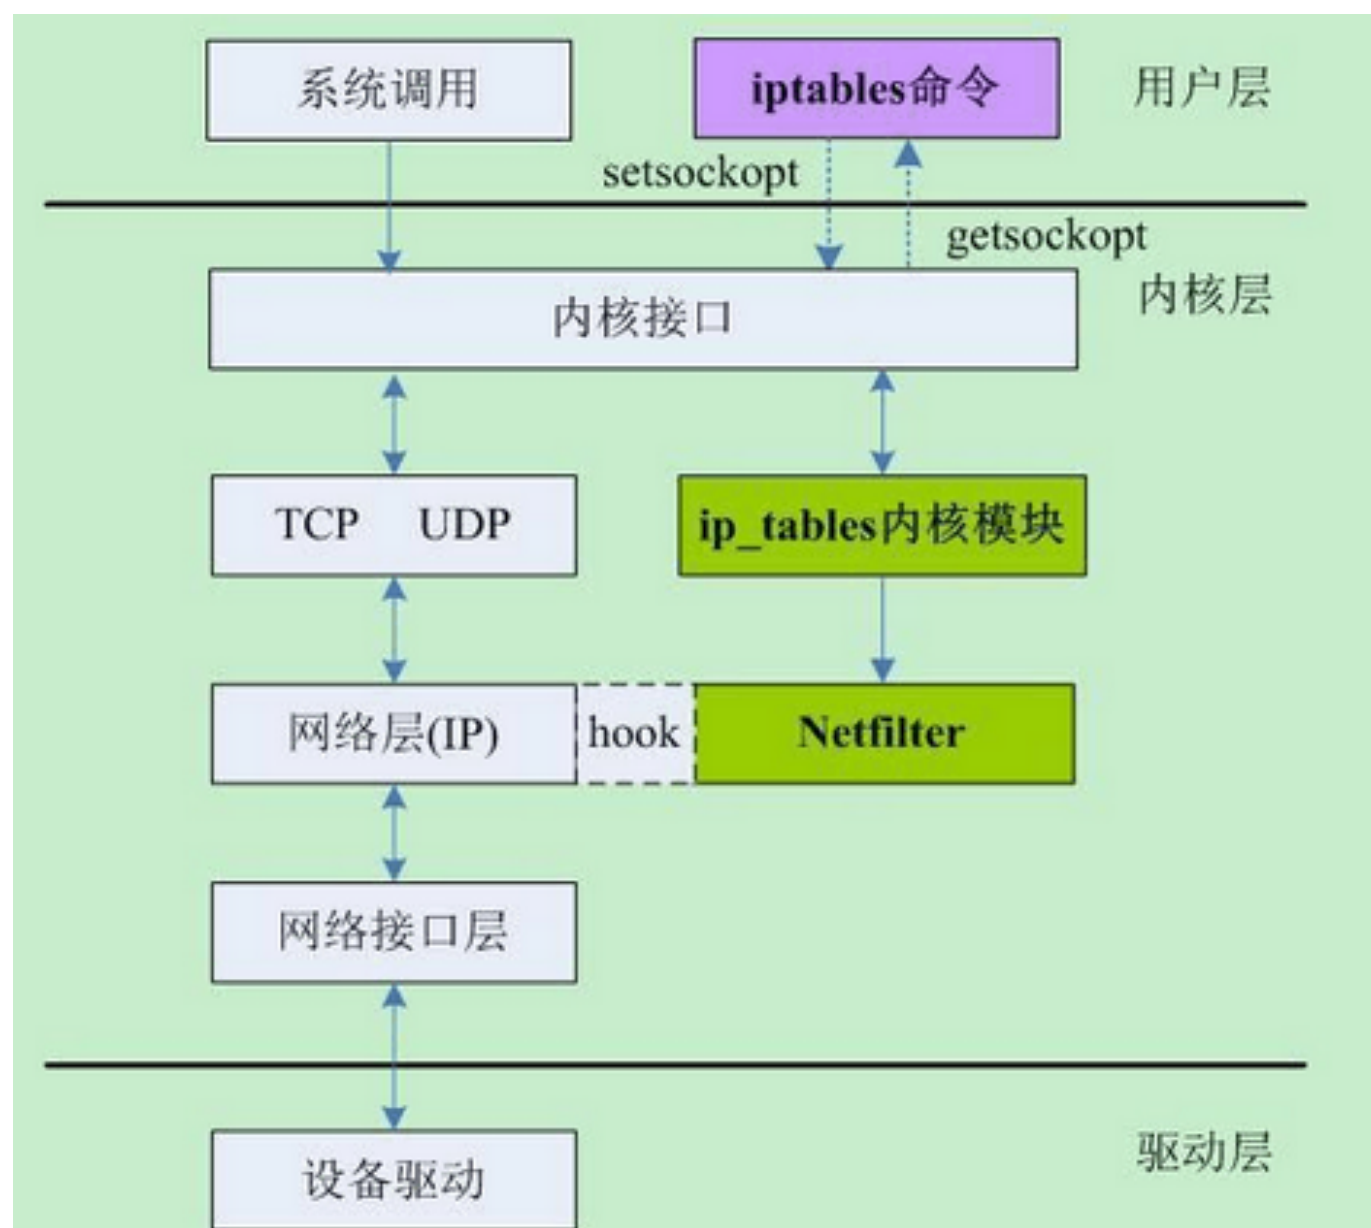 系统调用
iptables命令
用户层
setsockopt
getsockopt
内核层
内核接口
TCP UDP
ip_tables内核模块
网络层(IP)
hook
Netfilter
网络接口层
驱动层
设备驱动